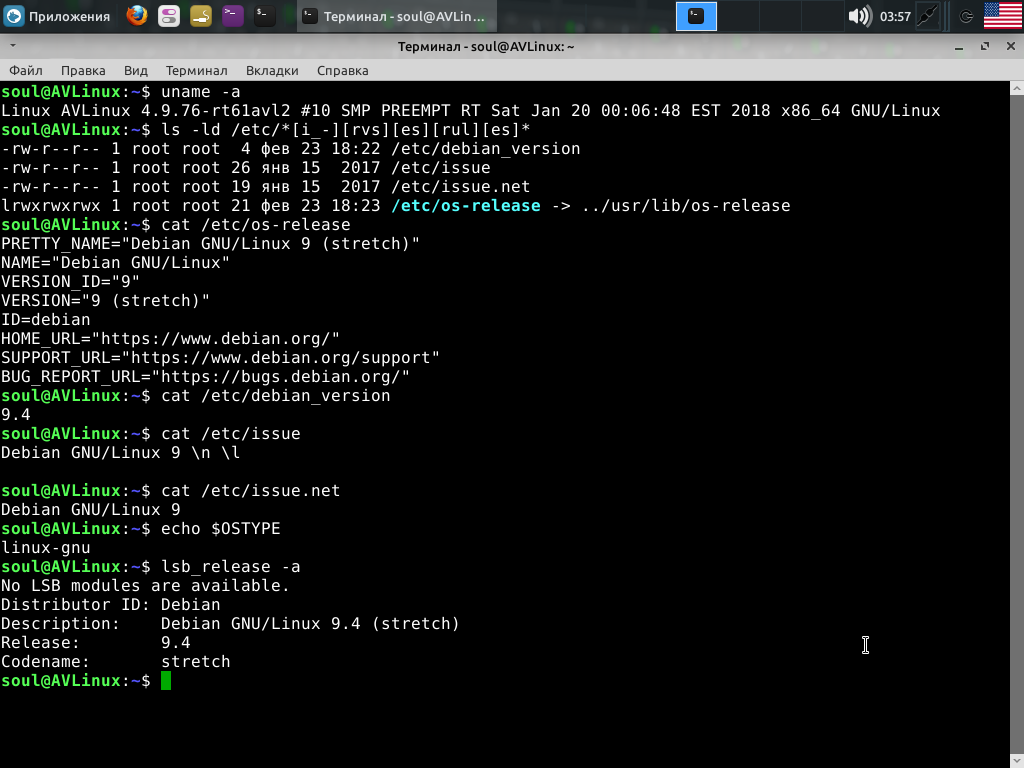 Приложения Терминал - soul@AVLin... 03:57
Терминал - soul@AVLinux: ~
Файл Правка Вид Терминал Вкладки Справка
soul@AVLinux:~$ uname -a
Linux AVLinux 4.9.76-rt61avl2 #10 SMP PREEMPT RT Sat Jan 20 00:06:48 EST 2018 x86_64 GNU/Linux
soul@AVLinux:~$ ls -ld /etc/*[i_-][rvs][es][rul][es]*
-rw-r--r-- 1 root root  4 фев 23 18:22 /etc/debian_version
-rw-r--r-- 1 root root 26 янв 15  2017 /etc/issue
-rw-r--r-- 1 root root 19 янв 15  2017 /etc/issue.net
lrwxrwxrwx 1 root root 21 фев 23 18:23 /etc/os-release -> ../usr/lib/os-release
soul@AVLinux:~$ cat /etc/os-release
PRETTY_NAME="Debian GNU/Linux 9 (stretch)"
NAME="Debian GNU/Linux"
VERSION_ID="9"
VERSION="9 (stretch)"
ID=debian
HOME_URL="https://www.debian.org/"
SUPPORT_URL="https://www.debian.org/support"
BUG_REPORT_URL="https://bugs.debian.org/"
soul@AVLinux:~$ cat /etc/debian_version
9.4
soul@AVLinux:~$ cat /etc/issue
Debian GNU/Linux 9 \n \l

soul@AVLinux:~$ cat /etc/issue.net
Debian GNU/Linux 9
soul@AVLinux:~$ echo $OSTYPE
linux-gnu
soul@AVLinux:~$ lsb_release -a
No LSB modules are available.
Distributor ID: Debian
Description:    Debian GNU/Linux 9.4 (stretch)
Release:        9.4
Codename:       stretch
soul@AVLinux:~$